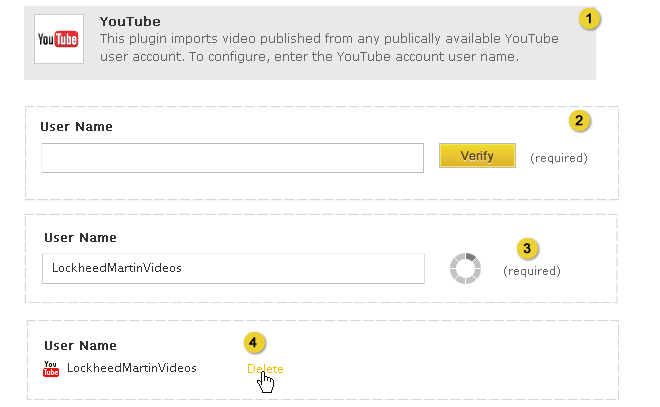 YouTube
YouTube
1
This plugin imports video published from any publically available YouTube
user account. To configure, enter the YouTube account user name.
2
User Name
Verify
(required)
User Name
3
LockheedMartinVideos
(required)
User Name
4
You
Tube
LockheedMartinVideos
Delete